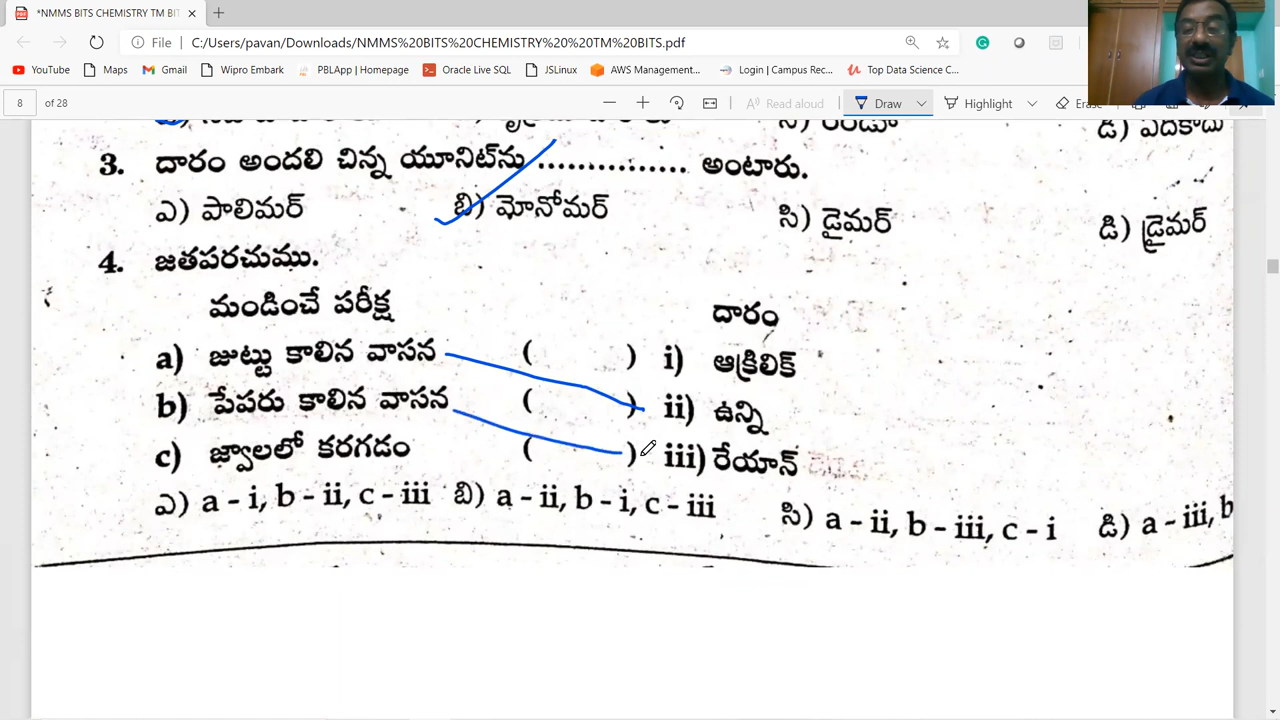 *NMMS BITS CHEMISTRY TM BIT
File C:/Users/pavan/Downloads/NMMS%20BITS%20CHEMISTRY%20%20TM%20BITS.pdf
YouTube Maps Gmail Wipro Embark PBLApp | Homepage Oracle Live SQL JSLinux AWS Management... Login | Campus Rec... Top Data Science C...
8 of 28 Read aloud Draw Highlight Erase
సి) రెండూ డి) ఏదికాదు
3. దారం అందలి చిన్న యూనిట్‌ను ............... అంటారు.
ఎ) పాలిమర్ బి) మోనోమర్ సి) డైమర్ డి) డ్రైమర్
4. జతపరచుము.
మండించే పరీక్ష దారం
a) జుట్టు కాలిన వాసన ( ) i) ఆక్రిలిక్
b) పేపరు కాలిన వాసన ( ) ii) ఉన్ని
c) జ్వాలలో కరగడం ( ) iii) రేయాన్
ఎ) a - i, b - ii, c - iii బి) a - ii, b - i, c - iii సి) a - ii, b - iii, c - i డి) a - iii, b